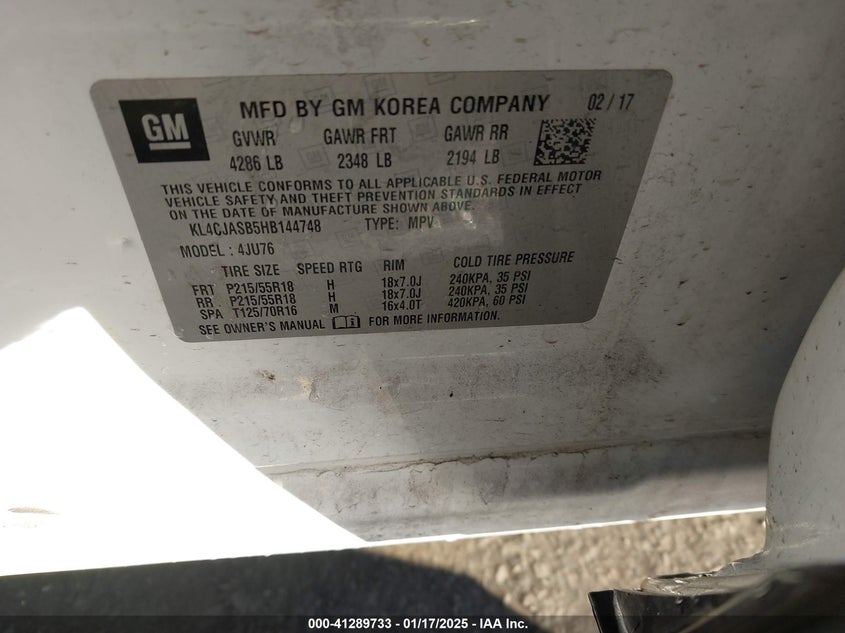 GM
MFD BY GM KOREA COMPANY 02 / 17
GVWR GAWR FRT GAWR RR
4286 LB 2348 LB 2194 LB
THIS VEHICLE CONFORMS TO ALL APPLICABLE U.S. FEDERAL MOTOR
VEHICLE SAFETY AND THEFT PREVENTION STANDARDS IN EFFECT
ON THE DATE OF MANUFACTURE SHOWN ABOVE.
KL4CJASB5HB144748 TYPE: MPV
MODEL : 4JU76
TIRE SIZE SPEED RTG RIM COLD TIRE PRESSURE
FRT P215/55R18 H 18x7.0J 240KPA, 35 PSI
RR P215/55R18 H 18x7.0J 240KPA, 35 PSI
SPA T125/70R16 M 16x4.0T 420KPA, 60 PSI
SEE OWNER'S MANUAL FOR MORE INFORMATION.
000-41289733 - 01/17/2025 - IAA Inc.